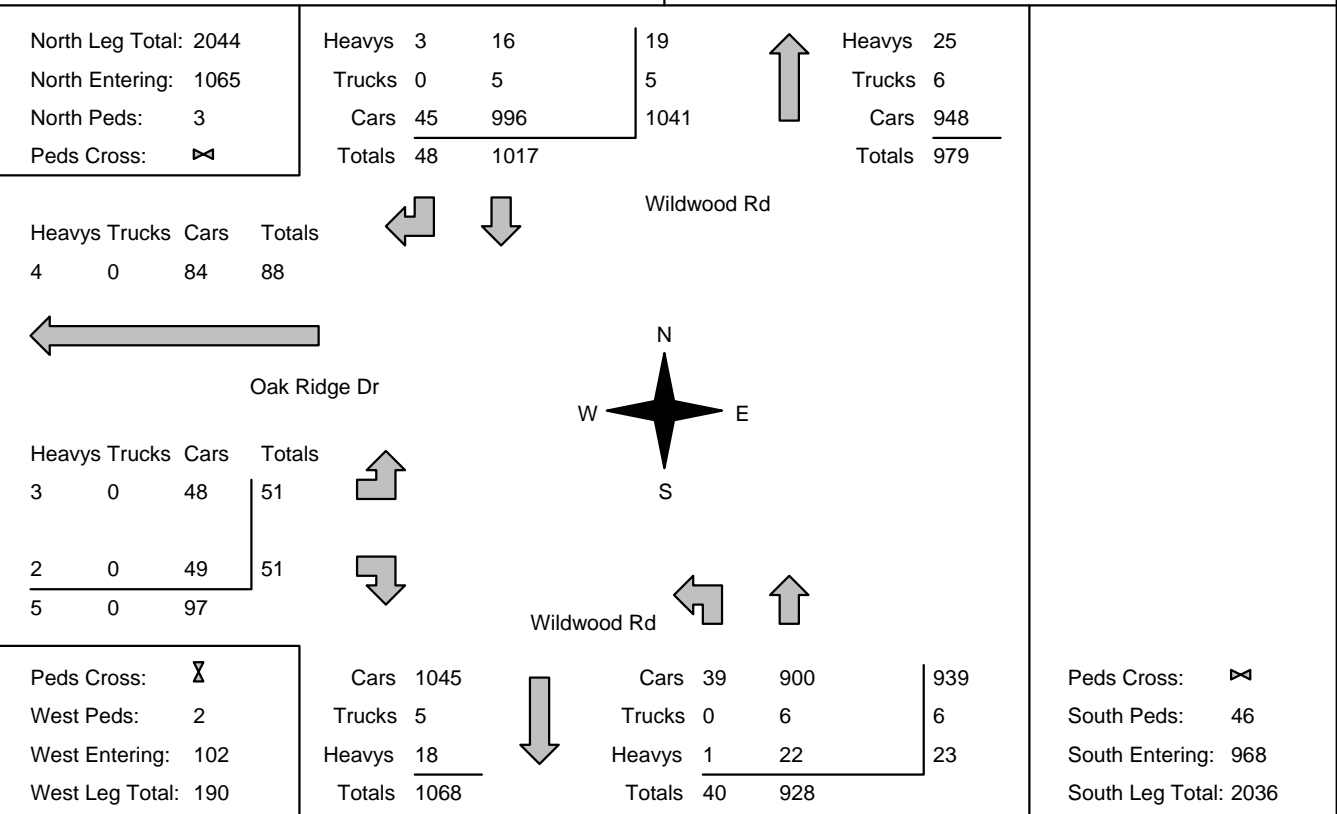 North Leg Total: 2044
North Entering: 1065
North Peds: 3
Peds Cross:
Heavys 3 16 19
Trucks 0 5 5
Cars 45 996 1041
Totals 48 1017
Heavys 25
Trucks 6
Cars 948
Totals 979
Wildwood Rd
Heavys Trucks Cars Totals
4 0 84 88
Oak Ridge Dr
N
W E
S
Heavys Trucks Cars Totals
3 0 48 51
2 0 49 51
5 0 97
Wildwood Rd
Peds Cross:
West Peds: 2
West Entering: 102
West Leg Total: 190
Cars 1045
Trucks 5
Heavys 18
Totals 1068
Cars 39 900 939
Trucks 0 6 6
Heavys 1 22 23
Totals 40 928
Peds Cross:
South Peds: 46
South Entering: 968
South Leg Total: 2036